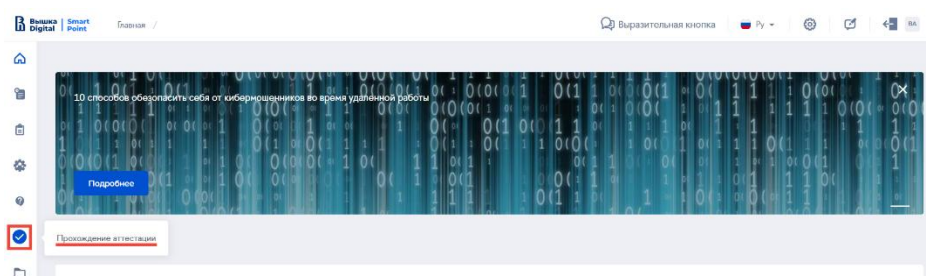 Вышка | Smart
Digital | Point
Главная /
Выразительная кнопка
Ру
ВА
10 способов обезопасить себя от кибермошенников во время удаленной работы
Подробнее
Прохождение аттестации